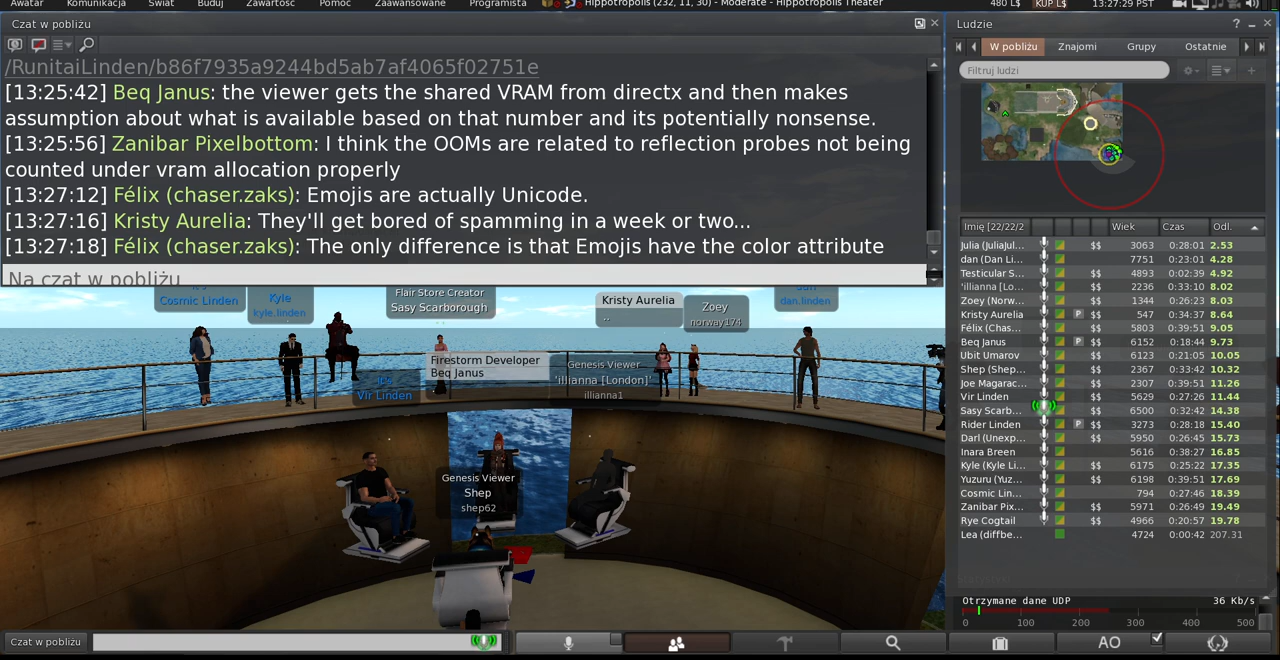 Awatar Komunikacja Świat Buduj Zawartość Pomoc Zaawansowane Programista Hippotropolis (232, 11, 30) - Moderate - Hippotropolis Theater 480 L$ KUP L$ 13:27:29 PST
Czat w pobliżu
/RunitaiLinden/b86f7935a9244bd5ab7af4065f02751e
[13:25:42] Beq Janus: the viewer gets the shared VRAM from directx and then makes
assumption about what is available based on that number and its potentially nonsense.
[13:25:56] Zanibar Pixelbottom: I think the OOMs are related to reflection probes not being
counted under vram allocation properly
[13:27:12] Félix (chaser.zaks): Emojis are actually Unicode.
[13:27:16] Kristy Aurelia: They'll get bored of spamming in a week or two...
[13:27:18] Félix (chaser.zaks): The only difference is that Emojis have the color attribute
Na czat w pobliżu
Cosmic Linden
Kyle
kyle.linden
Flair Store Creator
Sasy Scarborough
Kristy Aurelia
..
Zoey
norway174
dan.linden
Firestorm Developer
Beq Janus
Vir Linden
Genesis Viewer
'illianna [London]'
illianna1
Genesis Viewer
Shep
shep62
Czat w pobliżu
Ludzie
W pobliżu Znajomi Grupy Ostatnie
Filtruj ludzi
Imię [22/22/2 Wiek Czas Odl.
Julia (JuliaJul... $$ 3063 0:28:01 2.53
dan (Dan Li... 7751 0:23:01 4.28
Testicular S... $$ 4893 0:02:39 4.92
'illianna [Lo... $$ 2236 0:33:10 8.02
Zoey (Norw... $$ 1344 0:26:23 8.03
Kristy Aurelia P 547 0:34:37 8.64
Félix (Chas... $$ 5803 0:39:51 9.05
Beq Janus P $$ 6152 0:18:44 9.73
Ubit Umarov $$ 6123 0:21:05 10.05
Shep (Shep... $$ 2367 0:33:42 10.32
Joe Magarac... $$ 2307 0:39:51 11.26
Vir Linden $$ 5629 0:27:26 11.44
Sasy Scarb... $$ 6500 0:32:42 14.38
Rider Linden P $$ 3273 0:28:18 15.40
Darl (Unexp... $$ 5950 0:26:45 15.73
Inara Breen 5616 0:38:27 16.85
Kyle (Kyle Li... $$ 6175 0:25:22 17.35
Yuzuru (Yuz... $$ 6198 0:39:51 17.69
Cosmic Lin... 794 0:27:46 18.39
Zanibar Pix... $$ 5971 0:26:49 19.49
Rye Cogtail $$ 4966 0:20:57 19.78
Lea (diffbe... 4724 0:00:42 207.31
Otrzymane dane UDP 36 Kb/s
0 100 200 300 400 500
AO